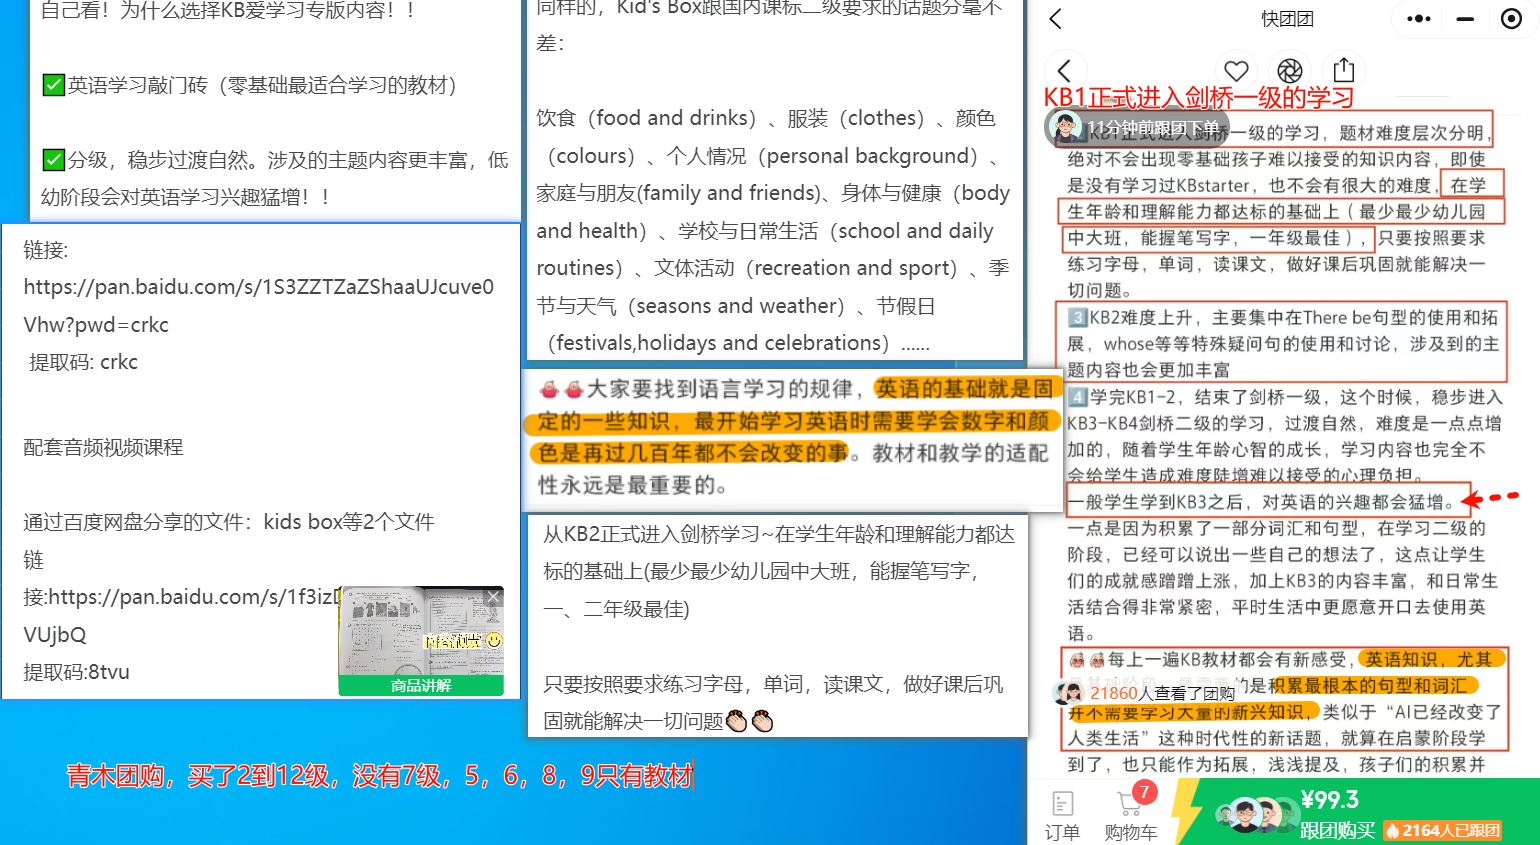 自己看！为什么选择KB爱学习专版内容！！
✅英语学习敲门砖（零基础最适合学习的教材）
✅分级，稳步过渡自然。涉及的主题内容更丰富，低
幼阶段会对英语学习兴趣猛增！！
链接:
https://pan.baidu.com/s/1S3ZZTZaZShaaUJcuve0
Vhw?pwd=crkc
提取码: crkc
配套音频视频课程
通过百度网盘分享的文件：kids box等2个文件
链
接:https://pan.baidu.com/s/1f3iz
VUjbQ
提取码:8tvu
商品讲解
青木团购，买了2到12级，没有7级，5，6，8，9只有教材
同样的，Kid's Box跟国内课标二级要求的话题分毫不
差：
饮食（food and drinks）、服装（clothes）、颜色
（colours）、个人情况（personal background）、
家庭与朋友(family and friends)、身体与健康（body
and health）、学校与日常生活（school and daily
routines）、文体活动（recreation and sport）、季
节与天气（seasons and weather）、节假日
（festivals,holidays and celebrations）......
大家要找到语言学习的规律，英语的基础就是固
定的一些知识，最开始学习英语时需要学会数字和颜
色是再过几百年都不会改变的事。教材和教学的适配
性永远是最重要的。
从KB2正式进入剑桥学习~在学生年龄和理解能力都达
标的基础上(最少最少幼儿园中大班，能握笔写字，
一、二年级最佳)
只要按照要求练习字母，单词，读课文，做好课后巩
固就能解决一切问题👏👏
快团团
KB1正式进入剑桥一级的学习
11分钟前跟团下单
KB1正式进入剑桥一级的学习，题材难度层次分明，
绝对不会出现零基础孩子难以接受的知识内容，即使
是没有学习过KBstarter，也不会有很大的难度，在学
生年龄和理解能力都达标的基础上（最少最少幼儿园
中大班，能握笔写字，一年级最佳），只要按照要求
练习字母，单词，读课文，做好课后巩固就能解决一
切问题。
3️⃣KB2难度上升，主要集中在There be句型的使用和拓
展，whose等等特殊疑问句的使用和讨论，涉及到的主
题内容也会更加丰富
4️⃣学完KB1-2，结束了剑桥一级，这个时候，稳步进入
KB3-KB4剑桥二级的学习，过渡自然，难度是一点点增
加的，随着学生年龄心智的成长，学习内容也完全不
会给学生造成难度陡增难以接受的心理负担。
一般学生学到KB3之后，对英语的兴趣都会猛增。
一点是因为积累了一部分词汇和句型，在学习二级的
阶段，已经可以说出一些自己的想法了，这点让学生
们的成就感蹭蹭上涨，加上KB3的内容丰富，和日常生
活结合得非常紧密，平时生活中更愿意开口去使用英
语。
每上一遍KB教材都会有新感受，英语知识，尤其
的是积累最根本的句型和词汇
21860人查看了团购
并不需要学习大量的新兴知识，类似于“AI已经改变了
人类生活”这种时代性的新话题，就算在启蒙阶段学
到了，也只能作为拓展，浅浅提及，孩子们的积累并
订单
购物车
7
¥99.3
跟团购买
2164人已跟团